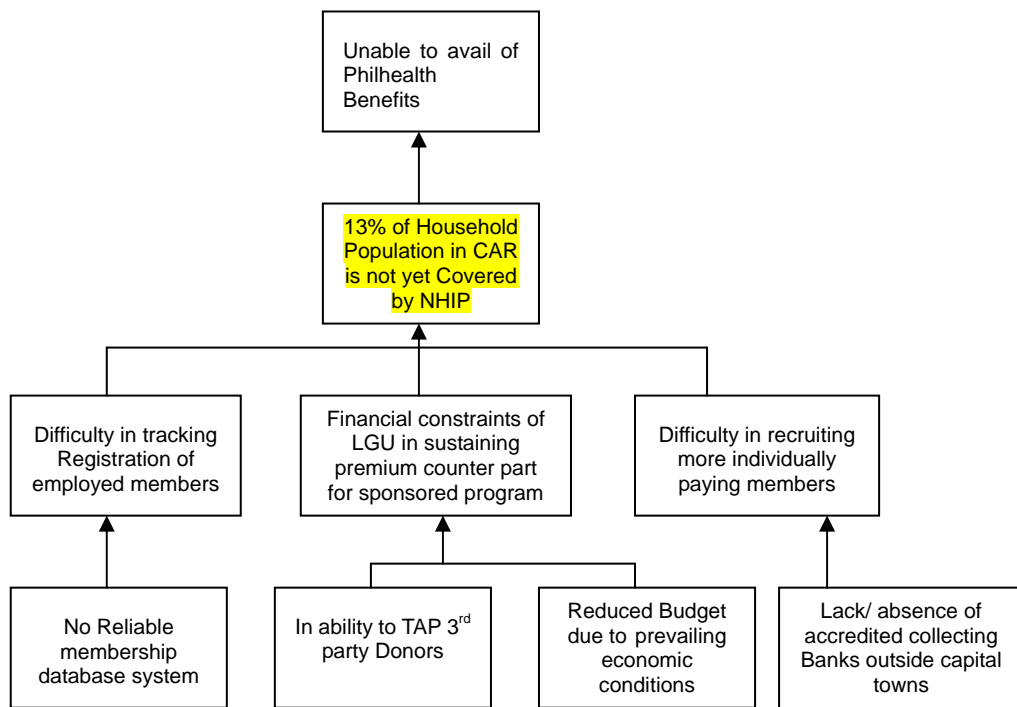 Unable to avail of
Philhealth
Benefits
13% of Household
Population in CAR
is not yet Covered
by NHIP
Difficulty in tracking
Registration of
employed members
Financial constraints of
LGU in sustaining
premium counter part
for sponsored program
Difficulty in recruiting
more individually
paying members
No Reliable
membership
database system
In ability to TAP 3rd
party Donors
Reduced Budget
due to prevailing
economic
conditions
Lack/ absence of
accredited collecting
Banks outside capital
towns